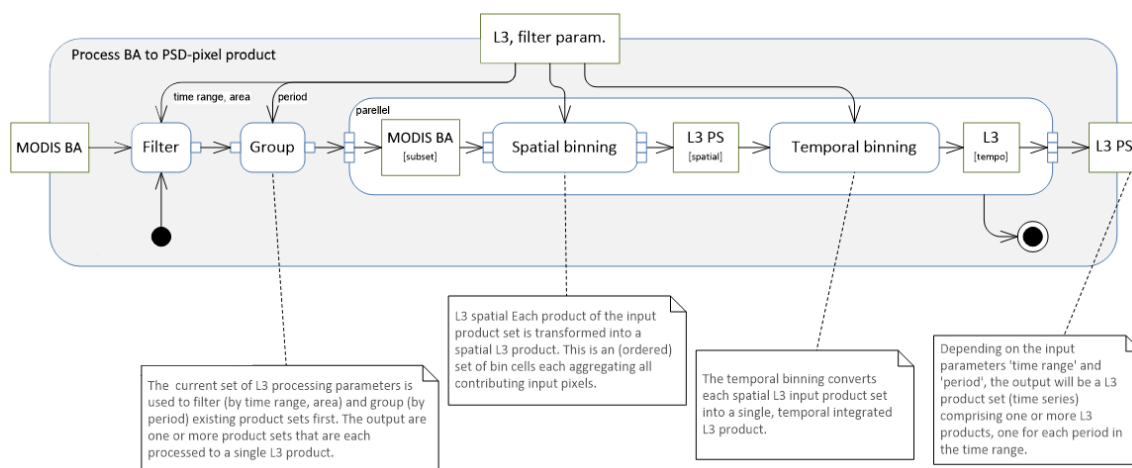 L3, filter param.
Process BA to PSD-pixel product
time range, area
period
parellel
MODIS BA
Filter
Group
MODIS BA
[subset]
Spatial binning
L3 PS
[spatial]
Temporal binning
L3
[tempo]
L3 PS
L3 spatial Each product of the input
product set is transformed into a
spatial L3 product. This is an (ordered)
set of bin cells each aggregating all
contributing input pixels.
The current set of L3 processing parameters is
used to filter (by time range, area) and group (by
period) existing product sets first. The output are
one or more product sets that are each
processed to a single L3 product.
The temporal binning converts
each spatial L3 input product set
into a single, temporal integrated
L3 product.
Depending on the input
parameters 'time range' and
'period', the output will be a L3
product set (time series)
comprising one or more L3
products, one for each period in
the time range.